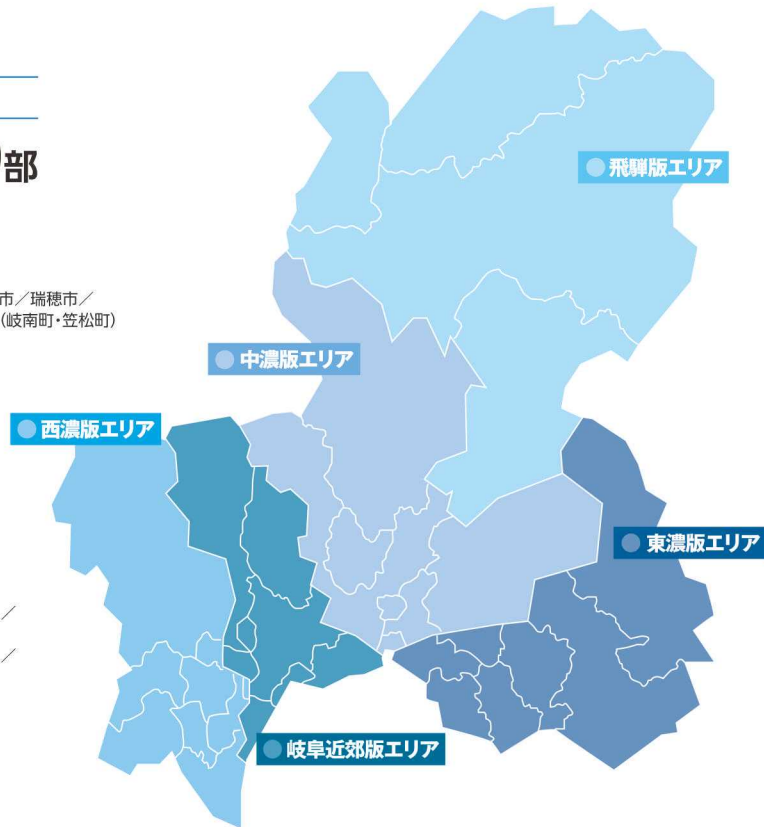 部
市／瑞穂市／
(岐南町・笠松町)
飛騨版エリア
中濃版エリア
西濃版エリア
東濃版エリア
／
／
岐阜近郊版エリア